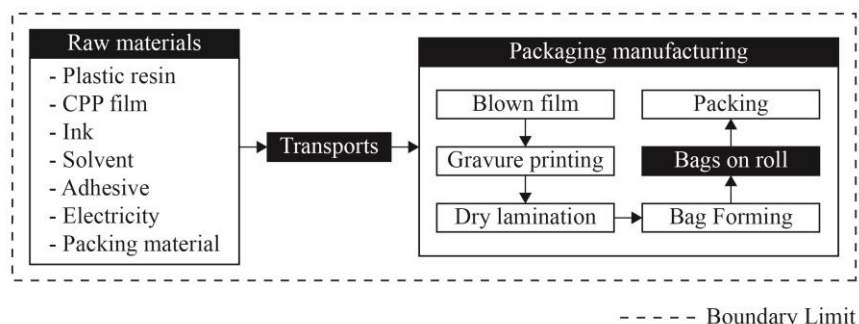 Raw materials
- Plastic resin
- CPP film
- Ink
- Solvent
- Adhesive
- Electricity
- Packing material
Transports
Packaging manufacturing
Blown film
Gravure printing
Dry lamination
Bag Forming
Bags on roll
Packing
----- Boundary Limit